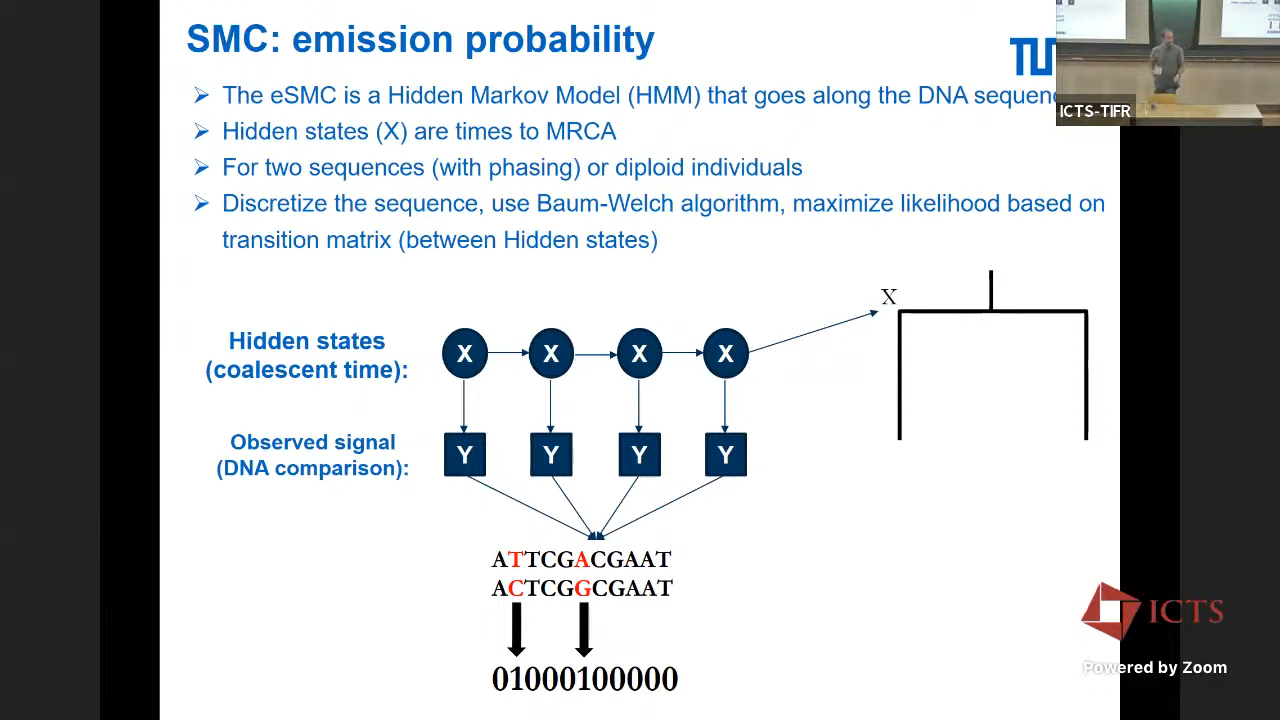 SMC: emission probability
The eSMC is a Hidden Markov Model (HMM) that goes along the DNA sequenc
Hidden states (X) are times to MRCA
For two sequences (with phasing) or diploid individuals
Discretize the sequence, use Baum-Welch algorithm, maximize likelihood based on
transition matrix (between Hidden states)
ICTS-TIFR
X
Hidden states
(coalescent time):
X X X X
Observed signal
(DNA comparison):
Y Y Y Y
ATTCGACGAAT
ACTCGGCGAAT
01000100000
ICTS
Powered by Zoom